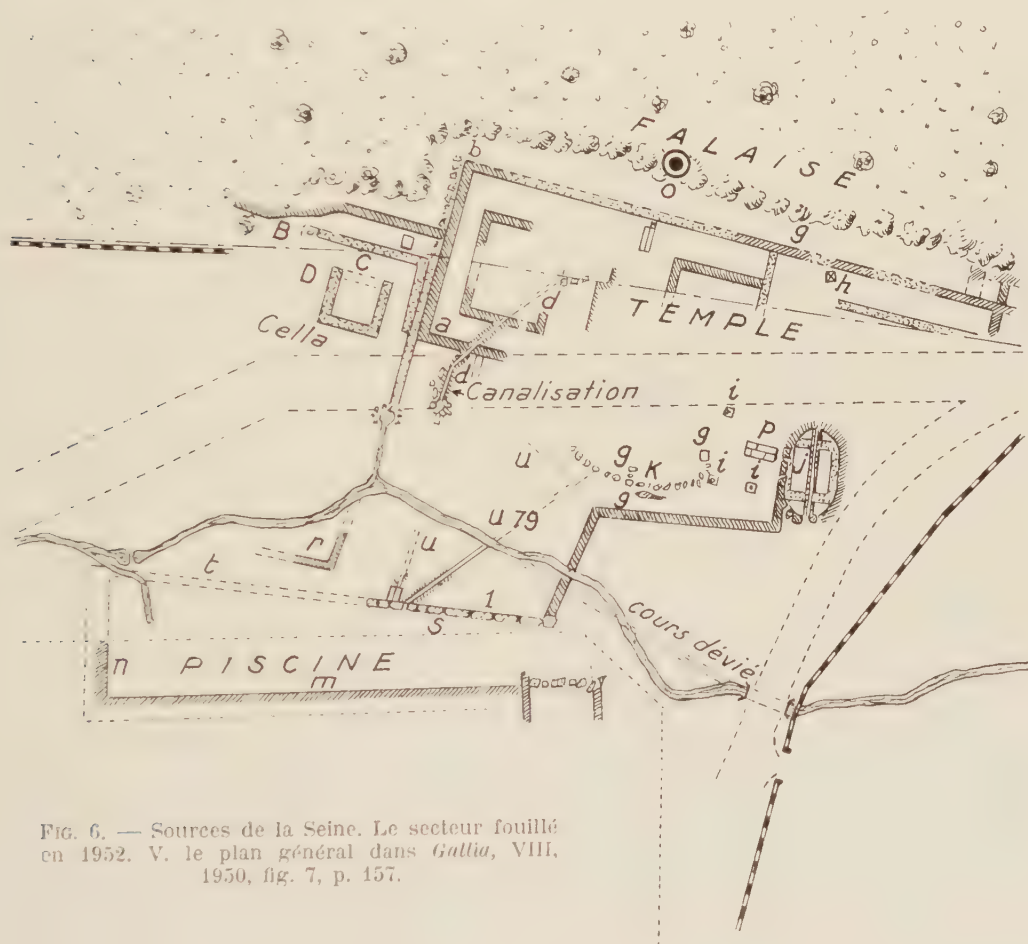 FALAISE
b
O
g
B
C
D
h
d
TEMPLE
Cella
a
d
Canalisation
i
p
g
i
i
J
u
g
K
g
u 79
r
u
t
1
S
cours dévié
n
PISCINE
m
t
FIG. 6. — Sources de la Seine. Le secteur fouillé
en 1952. V. le plan général dans Gallia, VIII,
1950, fig. 7, p. 157.